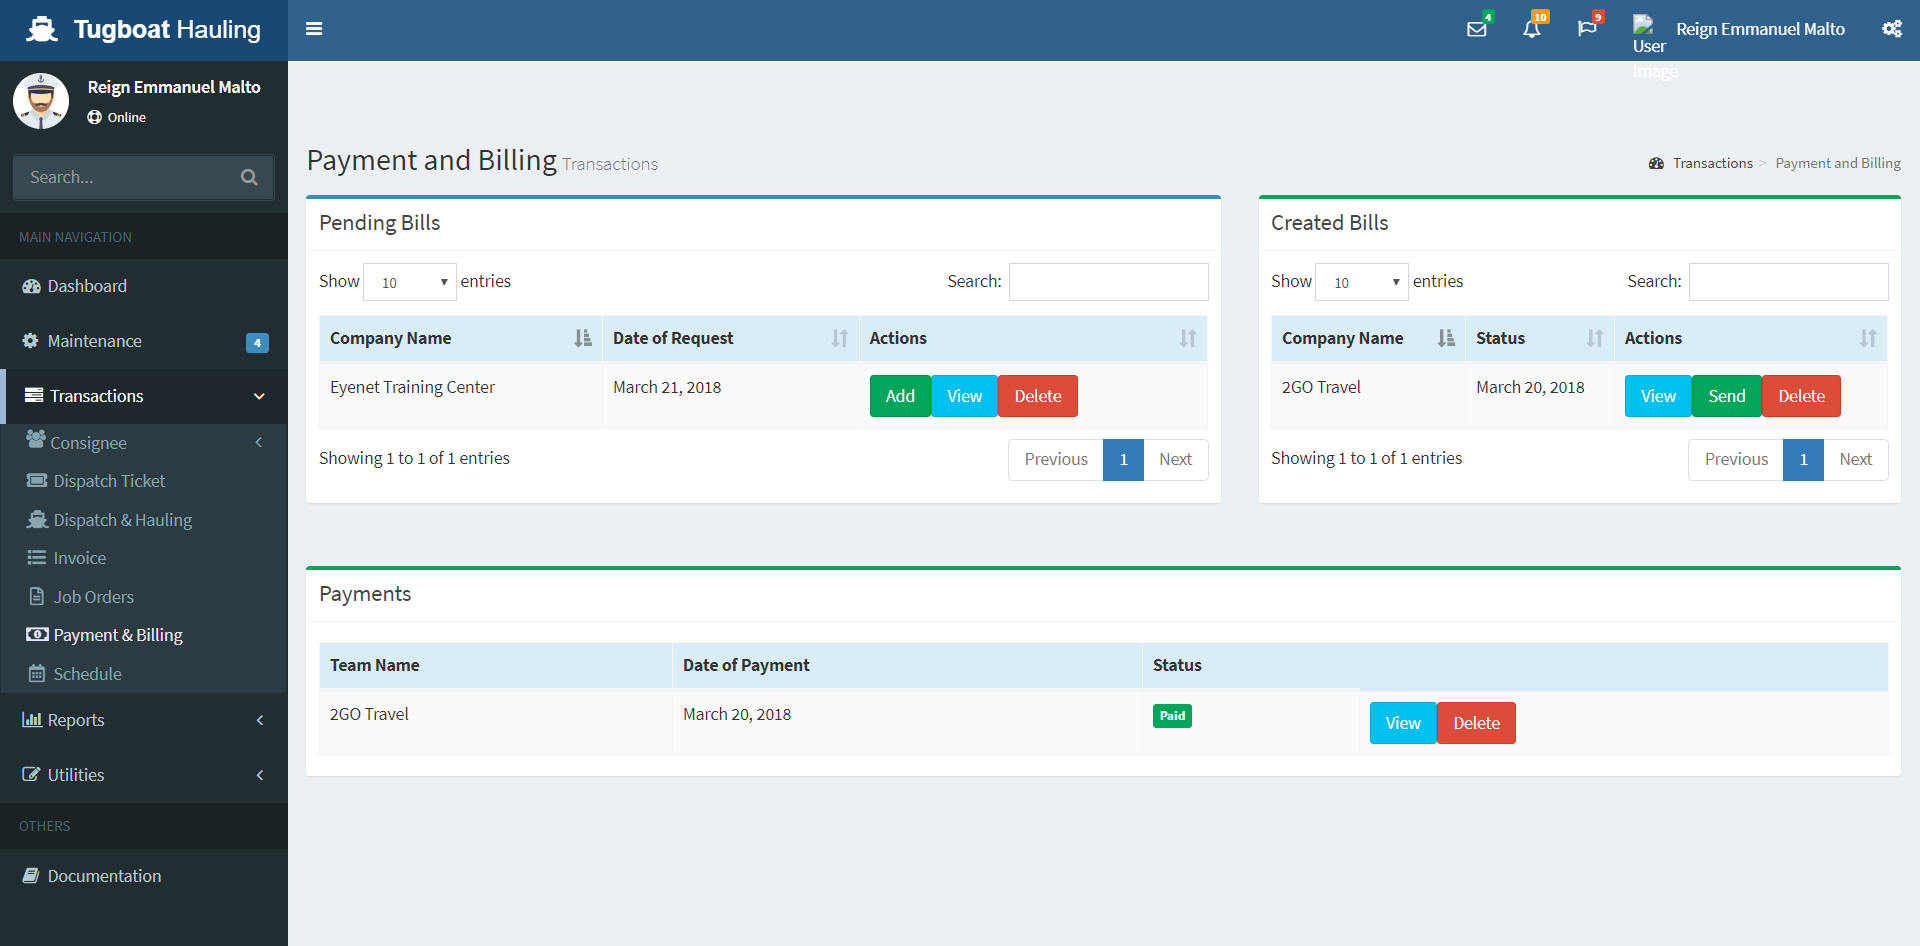 Tugboat Hauling
4
10
9
User Image
Reign Emmanuel Malto
Reign Emmanuel Malto
Online
Search...
MAIN NAVIGATION
Dashboard
Maintenance
4
Transactions
Consignee
Dispatch Ticket
Dispatch & Hauling
Invoice
Job Orders
Payment & Billing
Schedule
Reports
Utilities
OTHERS
Documentation
Payment and Billing Transactions
Transactions > Payment and Billing
Pending Bills
Show 10 entries
Search:
Company Name Date of Request Actions
Eyenet Training Center March 21, 2018 Add View Delete
Showing 1 to 1 of 1 entries
Previous 1 Next
Created Bills
Show 10 entries
Search:
Company Name Status Actions
2GO Travel March 20, 2018 View Send Delete
Showing 1 to 1 of 1 entries
Previous 1 Next
Payments
Team Name Date of Payment Status
2GO Travel March 20, 2018 Paid View Delete